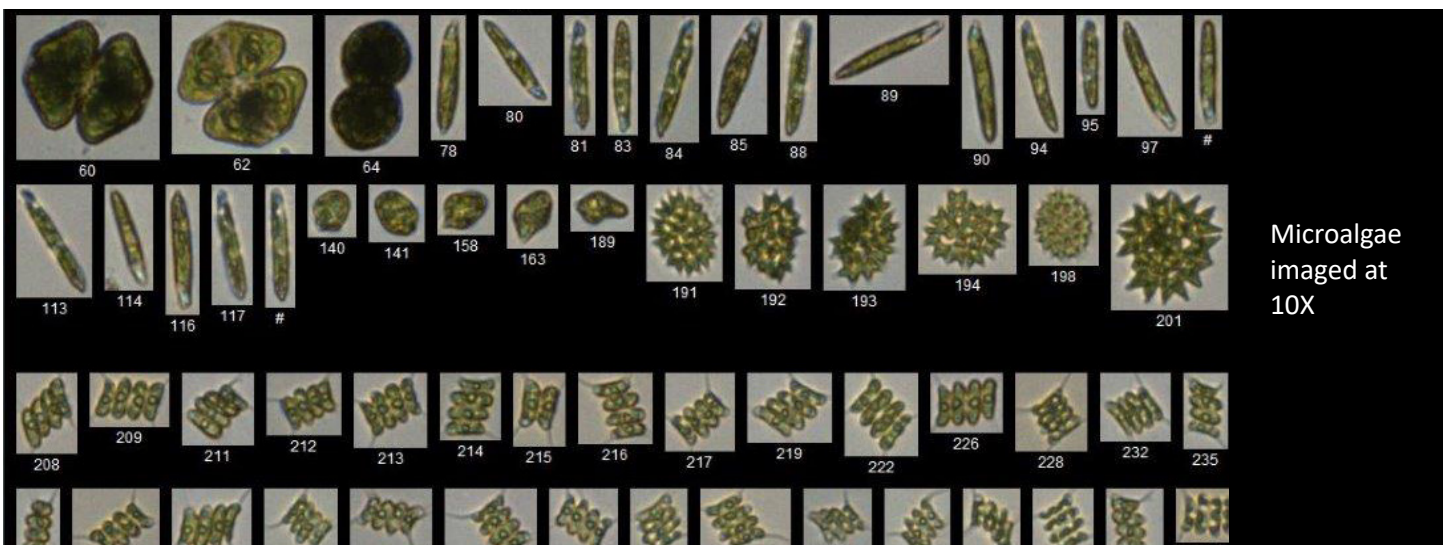 60 62 64 78 80 81 83 84 85 88 89 90 94 95 97 #
113 114 116 117 # 140 141 158 163 189 191 192 193 194 198 201
Microalgae
imaged at
10X
208 209 211 212 213 214 215 216 217 219 222 226 228 232 235